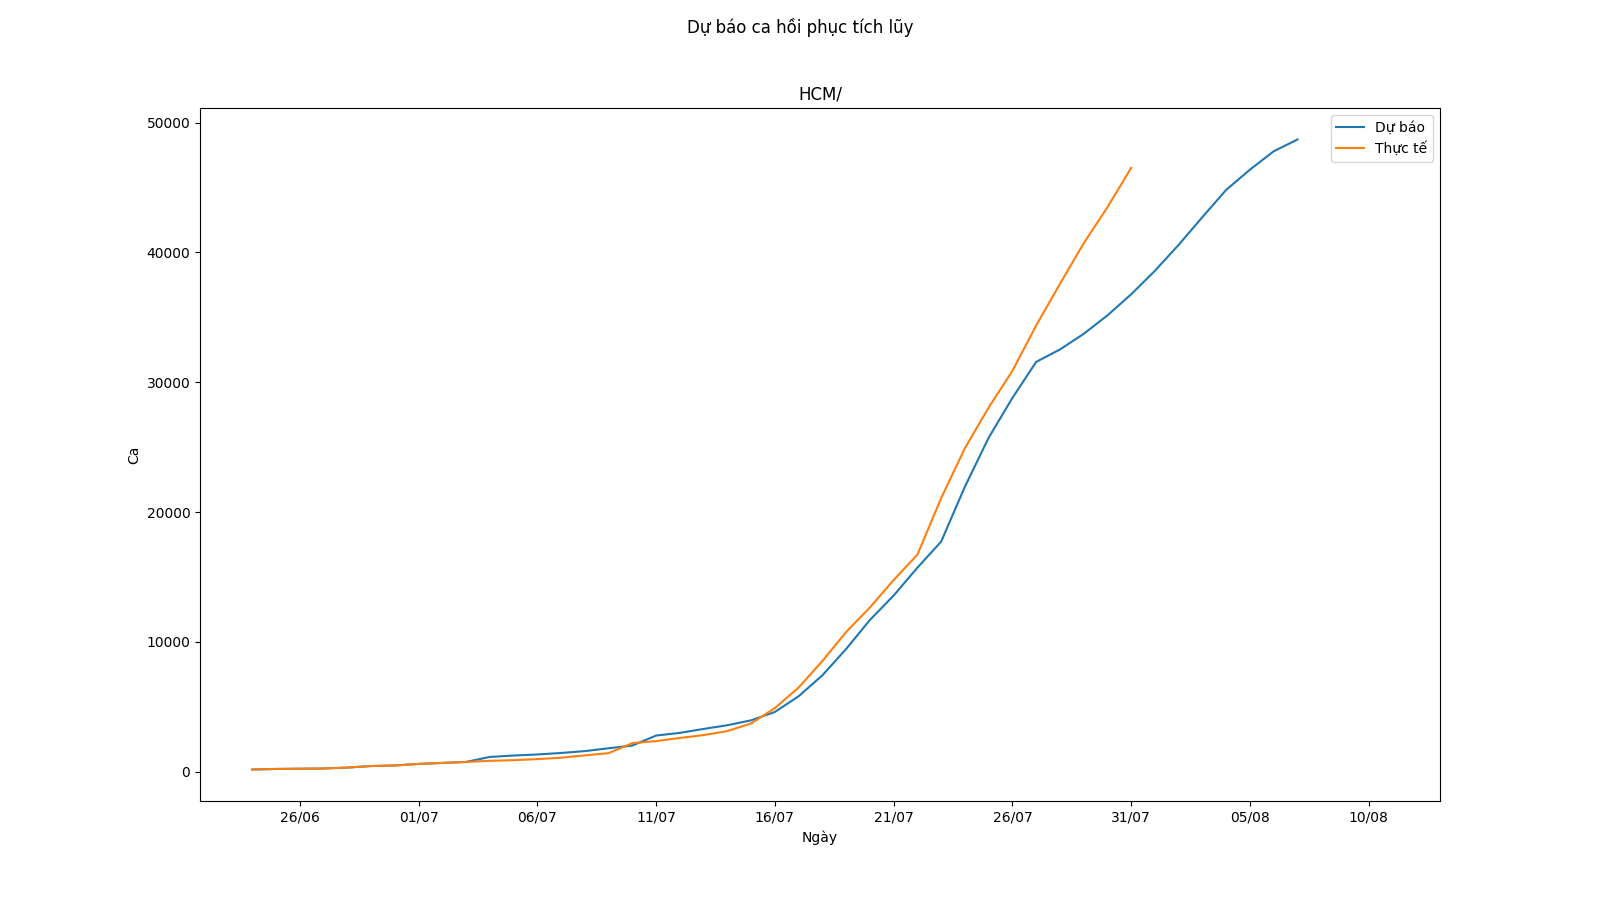 Dự báo ca hồi phục tích lũy
HCM/
50000
40000
30000
20000
10000
0
Ca
Dự báo
Thực tế
26/06
01/07
06/07
11/07
16/07
21/07
26/07
31/07
05/08
10/08
Ngày